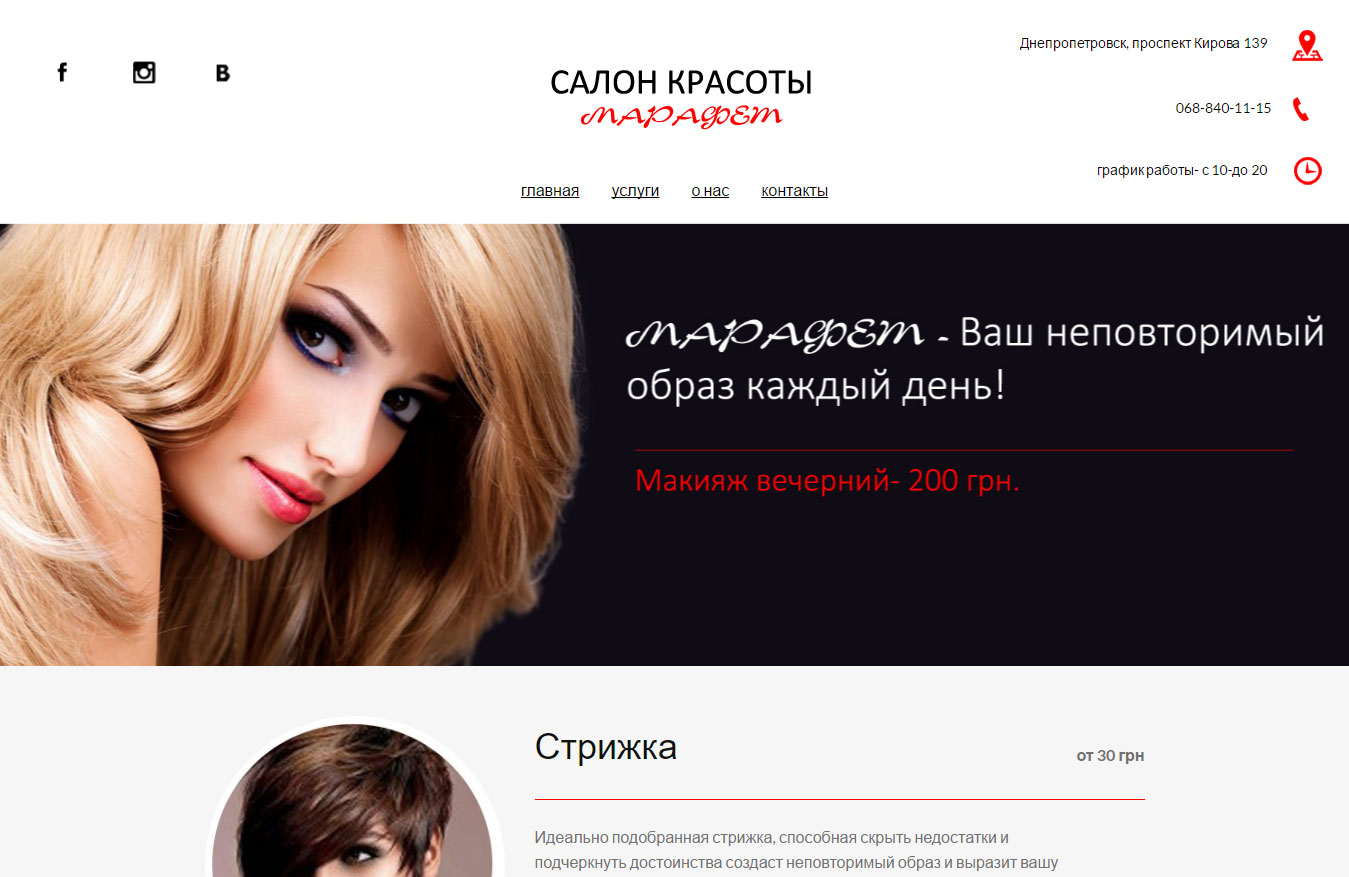 Днепропетровск, проспект Кирова 139
САЛОН КРАСОТЫ
МАРАФЕТ
068-840-11-15
график работы- с 10-до 20
главная услуги о нас контакты
МАРАФЕТ - Ваш неповторимый
образ каждый день!
Макияж вечерний- 200 грн.
Стрижка
от 30 грн
Идеально подобранная стрижка, способная скрыть недостатки и
подчеркнуть достоинства создаст неповторимый образ и выразит вашу